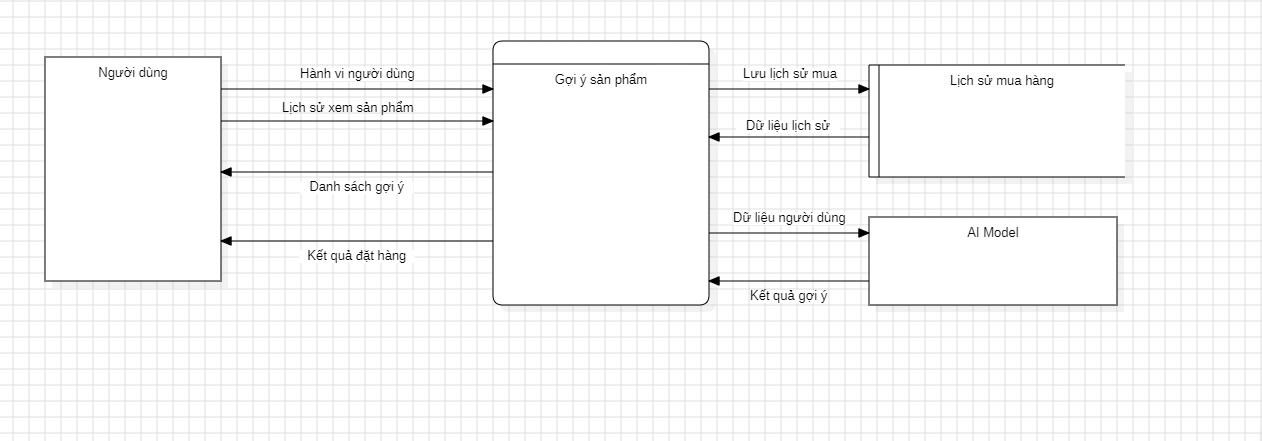 Người dùng
Hành vi người dùng
Lịch sử xem sản phẩm
Danh sách gợi ý
Kết quả đặt hàng
Gợi ý sản phẩm
Lưu lịch sử mua
Dữ liệu lịch sử
Dữ liệu người dùng
Kết quả gợi ý
Lịch sử mua hàng
AI Model